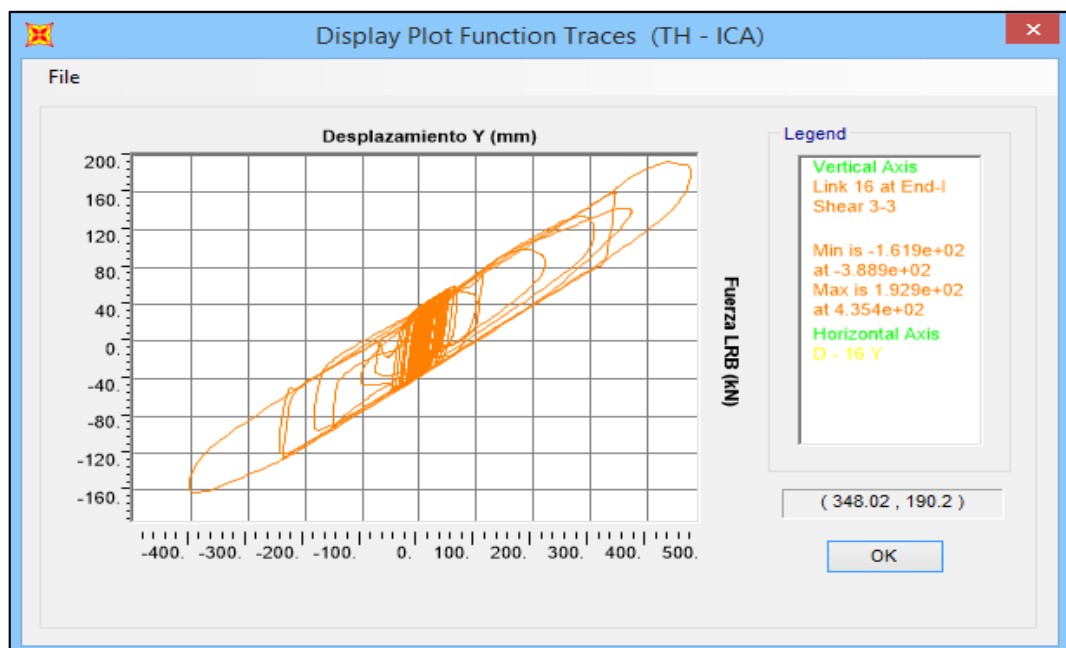 Display Plot Function Traces (TH - ICA)
File
Desplazamiento Y (mm)
200.
160.
120.
80.
40.
0.
-40.
-80.
-120.
-160.
-400. -300. -200. -100. 0. 100. 200. 300. 400. 500.
Fuerza LRB (kN)
Legend
Vertical Axis
Link 16 at End-I
Shear 3-3
Min is -1.619e+02
at -3.889e+02
Max is 1.929e+02
at 4.354e+02
Horizontal Axis
D - 16 Y
( 348.02 , 190.2 )
OK